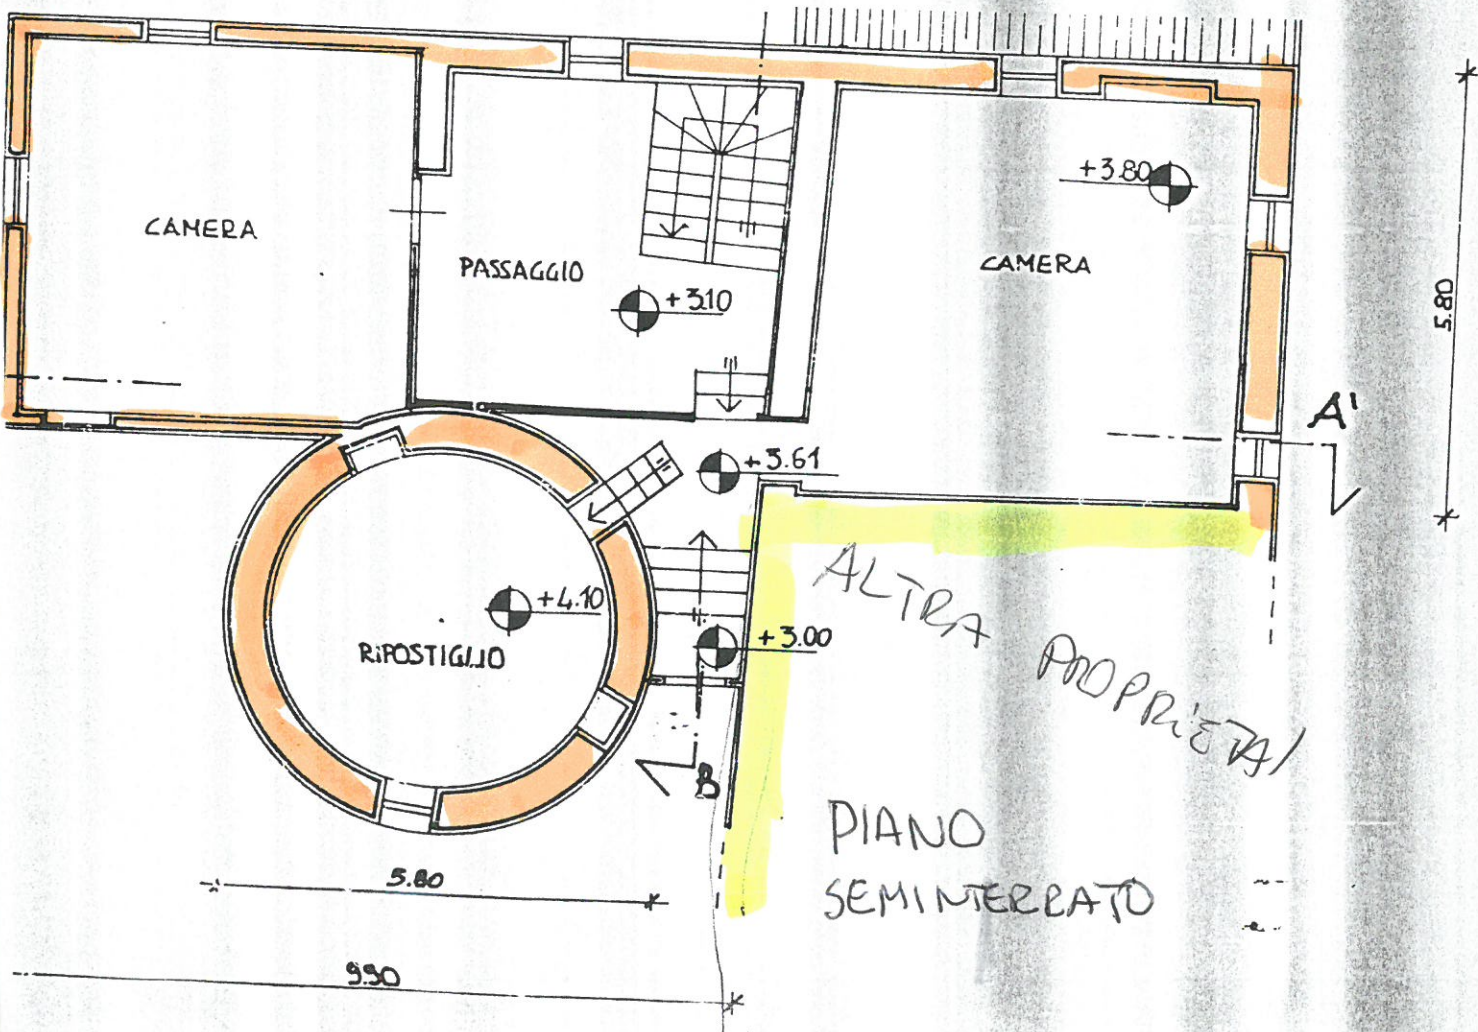 +3.80
CAMERA
PASSAGGIO
CAMERA
+3.10
5.80
A'
+3.61
ALTRA PROPRIETA'
+4.10
+3.00
RIPOSTIGLIO
B
PIANO
SEMINTERRATO
5.80
9.90